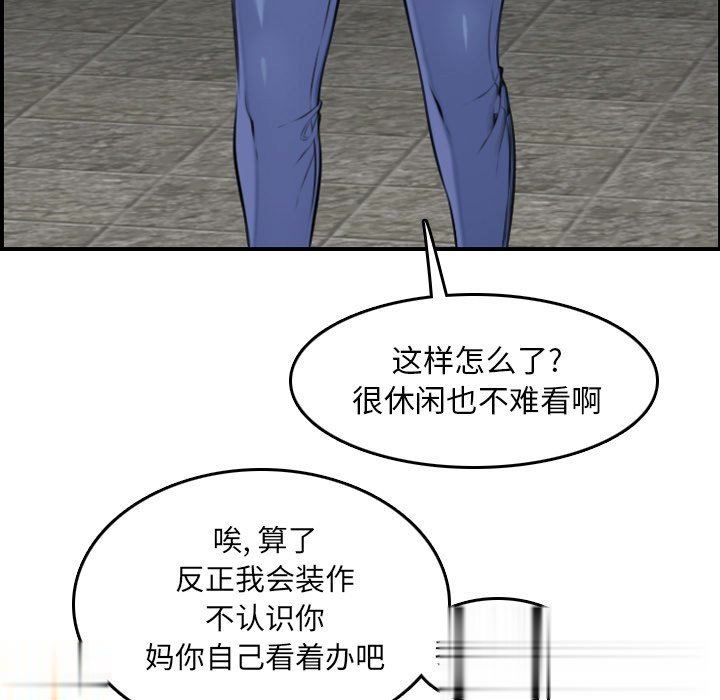 这样怎么了?
很休闲也不难看啊
唉, 算了
反正我会装作
不认识你
妈你自己看着办吧